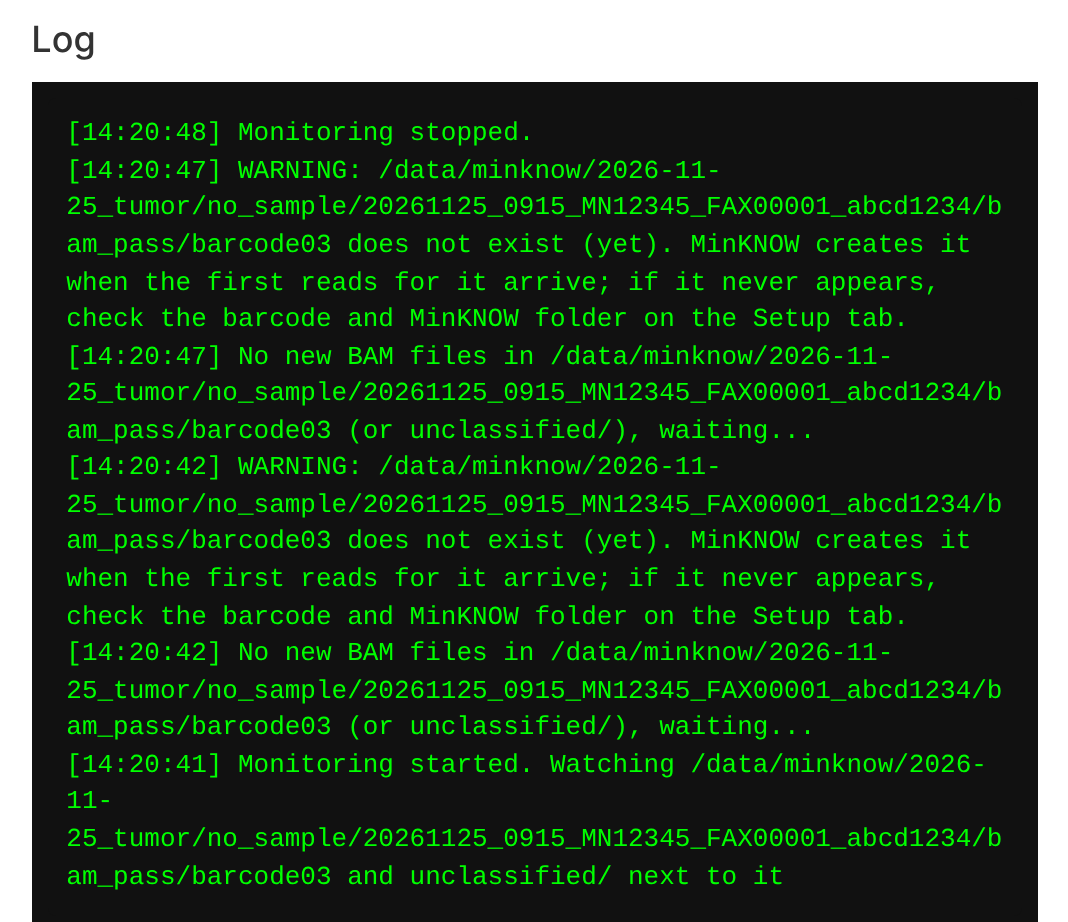 Log
[14:20:48] Monitoring stopped.
[14:20:47] WARNING: /data/minknow/2026-11-
25_tumor/no_sample/20261125_0915_MN12345_FAX00001_abcd1234/b
am_pass/barcode03 does not exist (yet). MinKNOW creates it
when the first reads for it arrive; if it never appears,
check the barcode and MinKNOW folder on the Setup tab.
[14:20:47] No new BAM files in /data/minknow/2026-11-
25_tumor/no_sample/20261125_0915_MN12345_FAX00001_abcd1234/b
am_pass/barcode03 (or unclassified/), waiting...
[14:20:42] WARNING: /data/minknow/2026-11-
25_tumor/no_sample/20261125_0915_MN12345_FAX00001_abcd1234/b
am_pass/barcode03 does not exist (yet). MinKNOW creates it
when the first reads for it arrive; if it never appears,
check the barcode and MinKNOW folder on the Setup tab.
[14:20:42] No new BAM files in /data/minknow/2026-11-
25_tumor/no_sample/20261125_0915_MN12345_FAX00001_abcd1234/b
am_pass/barcode03 (or unclassified/), waiting...
[14:20:41] Monitoring started. Watching /data/minknow/2026-
11-
25_tumor/no_sample/20261125_0915_MN12345_FAX00001_abcd1234/b
am_pass/barcode03 and unclassified/ next to it